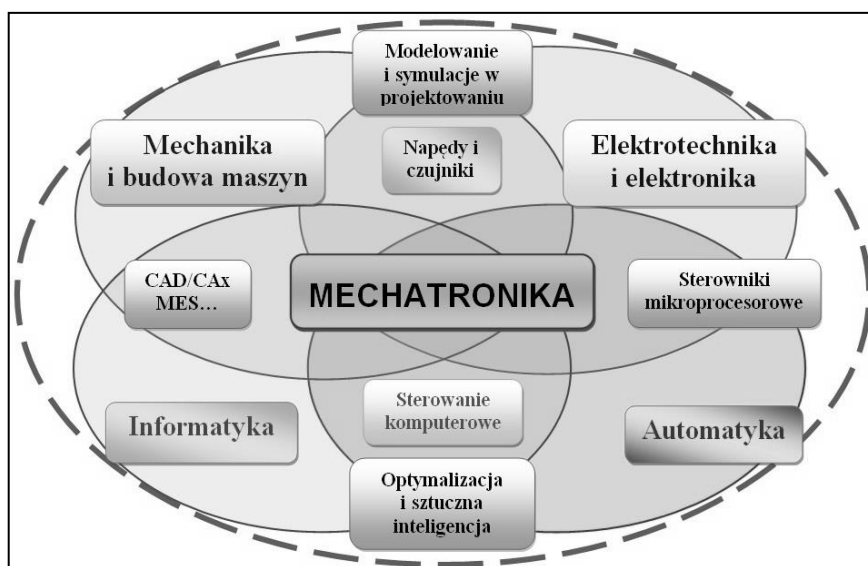 Modelowanie
i symulacje w
projektowaniu
Mechanika
i budowa maszyn
Napędy i
czujniki
Elektrotechnika
i elektronika
CAD/CAx
MES…
MECHATRONIKA
Sterowniki
mikroprocesorowe
Informatyka
Sterowanie
komputerowe
Automatyka
Optymalizacja
i sztuczna
inteligencja